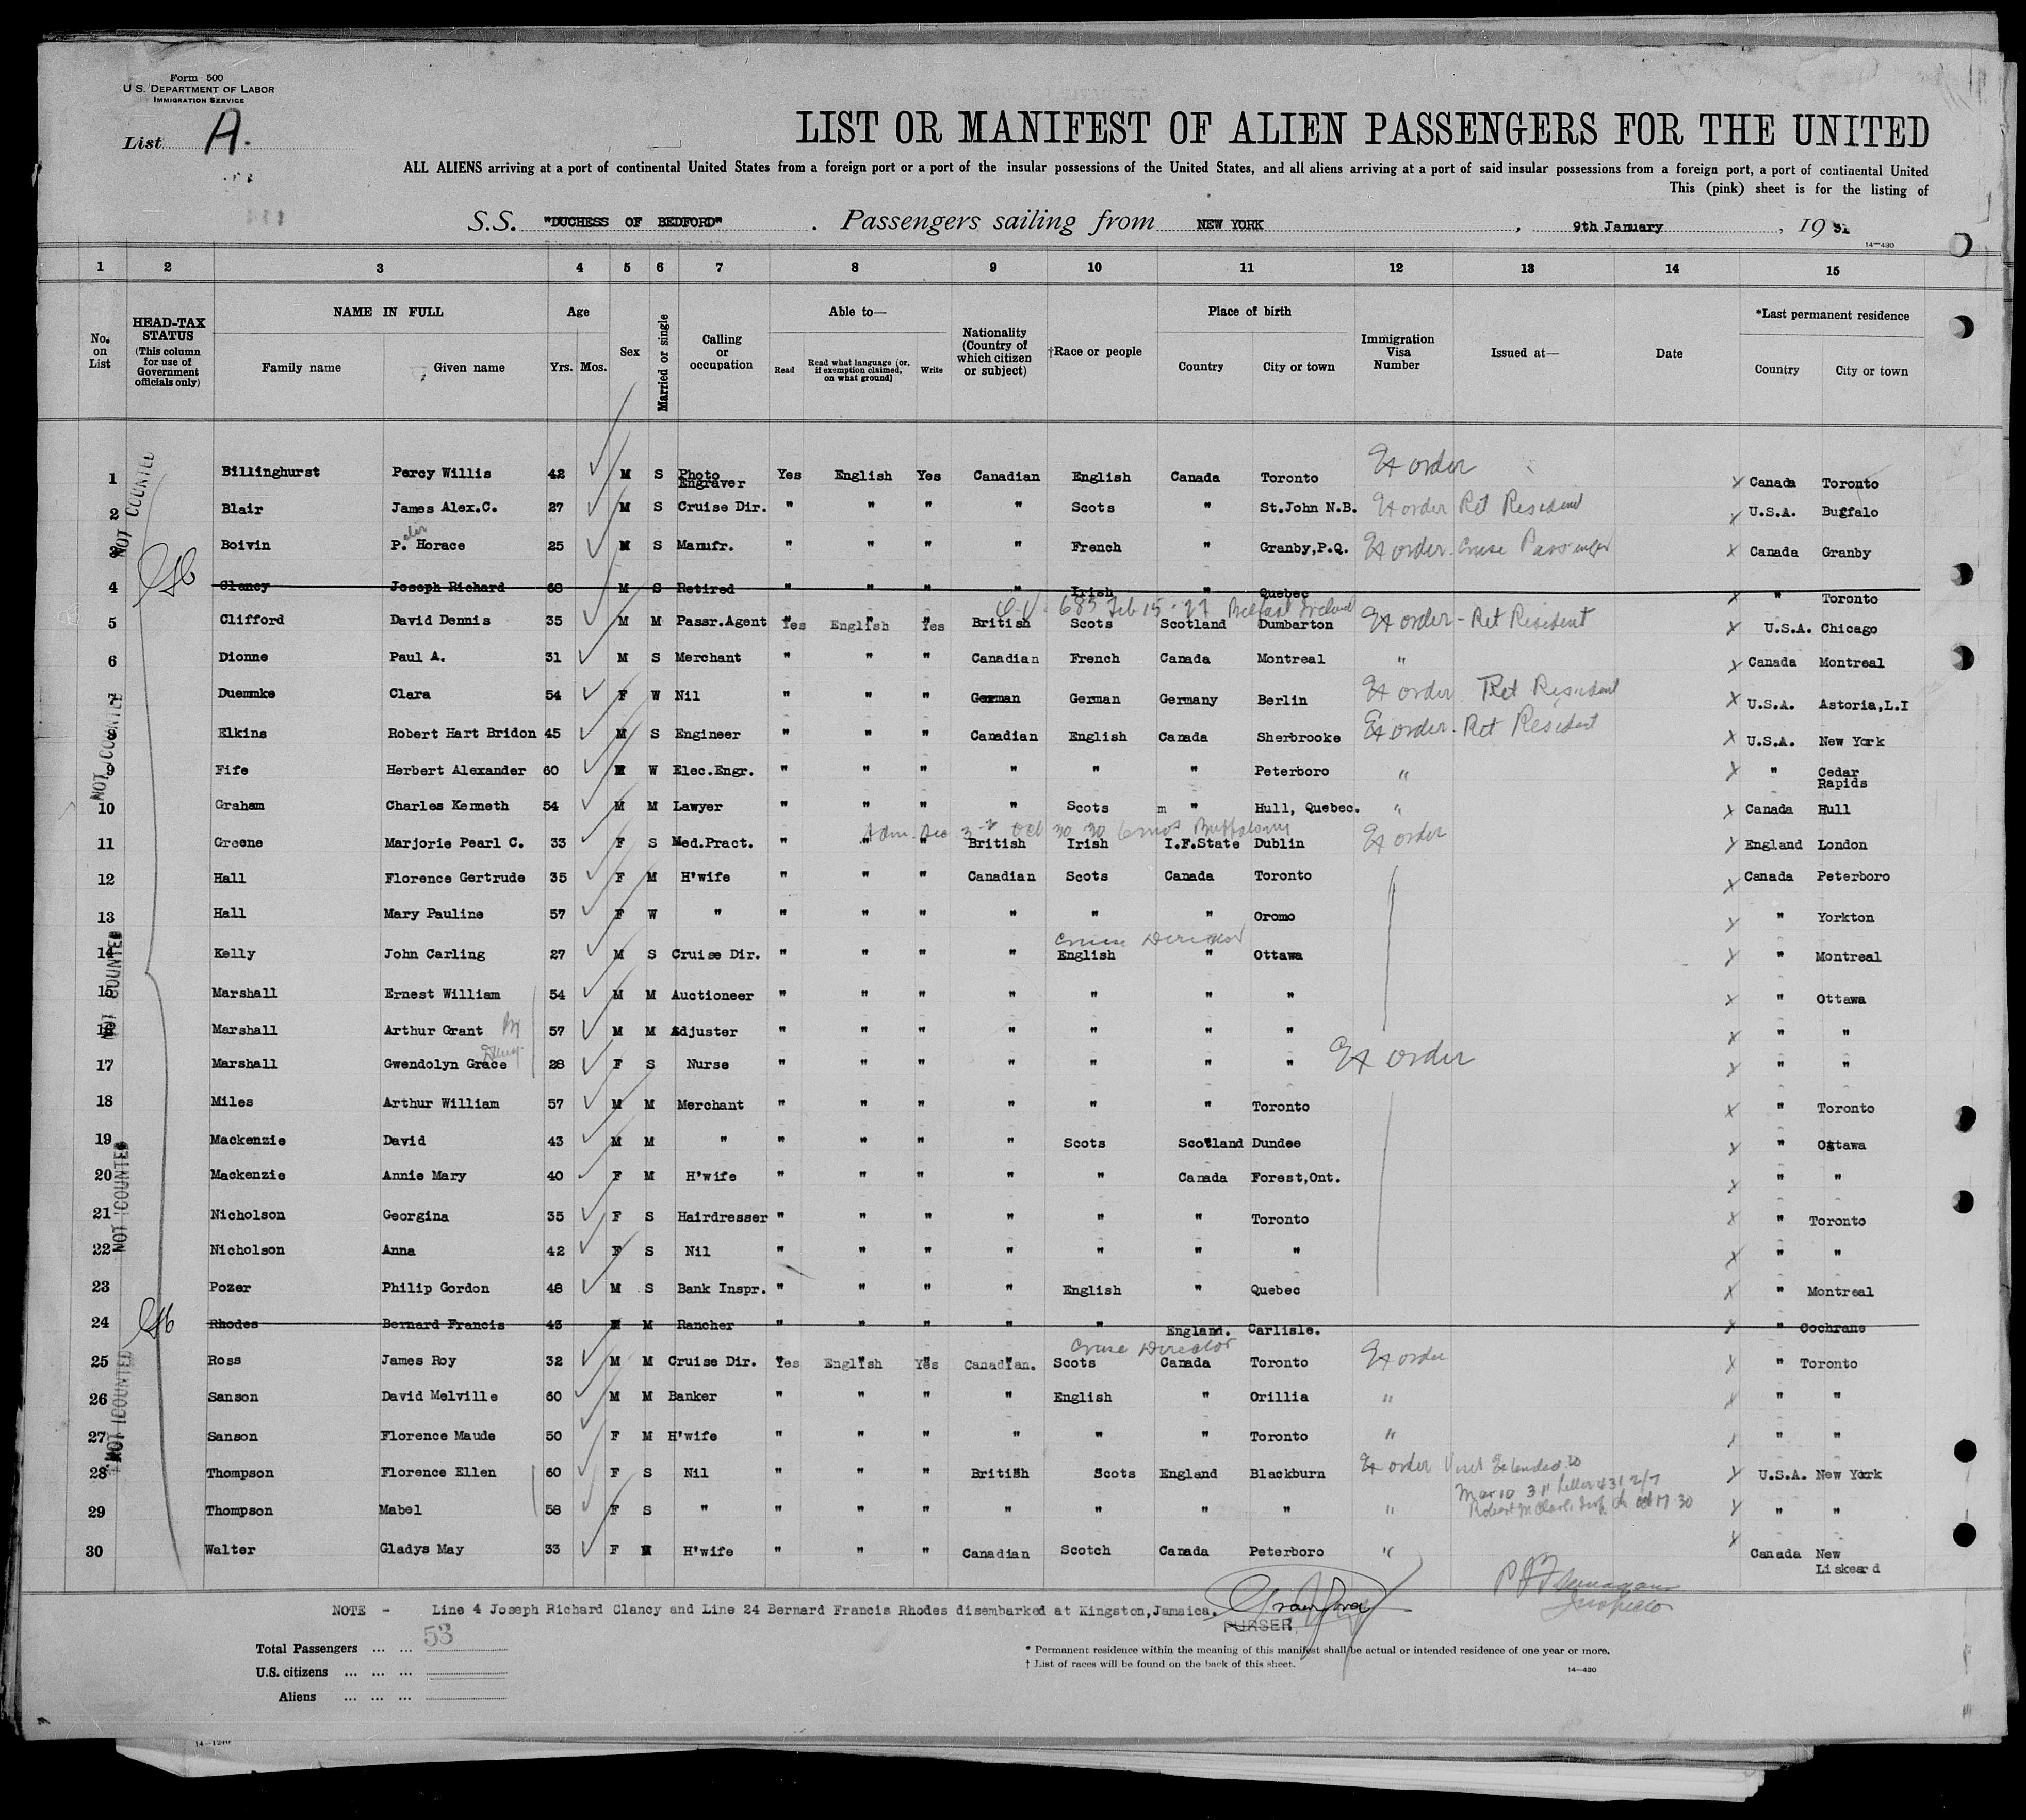 Form 500
U.S. DEPARTMENT OF LABOR
IMMIGRATION SERVICE
List A.
LIST OR MANIFEST OF ALIEN PASSENGERS FOR THE UNITED
ALL ALIENS arriving at a port of continental United States from a foreign port or a port of the insular possessions of the United States, and all aliens arriving at a port of said insular possessions from a foreign port, a port of continental United
This (pink) sheet is for the listing of
S.S. "DUCHESS OF BEDFORD". Passengers sailing from NEW YORK, 9th January, 19 31
14—430
1 2 3 4 5 6 7 8 9 10 11 12 13 14 15
No. on List
HEAD-TAX STATUS (This column for use of Government officials only)
NAME IN FULL Family name Given name
Age Yrs. Mos.
Sex
Married or single
Calling or occupation
Able to— Read Read what language [or, if exemption claimed, on what ground] Write
Nationality (Country of which citizen or subject)
†Race or people
Place of birth Country City or town
Immigration Visa Number
Issued at—
Date
*Last permanent residence Country City or town
NOT COUNTED
1 Billinghurst Percy Willis 42 M S Photo Engraver Yes English Yes Canadian English Canada Toronto Ex order X Canada Toronto
2 Blair James Alex.C. 27 M S Cruise Dir. " " " " Scots " St.John N.B. Ex order Ret Resident X U.S.A. Buffalo
3 Boivin P. Horace 25 M S Manufr. " " " " French " Granby,P.Q. Ex order - Cruise Passenger X Canada Granby
4 Clancy Joseph Richard 68 M S Retired " " " " Irish " Quebec X " Toronto
Q.V. 683 Feb 15-27 Belfast Ireland
5 Clifford David Dennis 35 M M Passr.Agent Yes English Yes British Scots Scotland Dumbarton Ex order - Ret Resident X U.S.A. Chicago
6 Dionne Paul A. 31 M S Merchant " " " Canadian French Canada Montreal " X Canada Montreal
NOT COUNTED
7 Duemmke Clara 54 F W Nil " " " German German Germany Berlin Ex order Ret Resident X U.S.A. Astoria,L.I
8 Elkins Robert Hart Bridon 45 M S Engineer " " " Canadian English Canada Sherbrooke Ex order - Ret Resident X U.S.A. New York
9 Fife Herbert Alexander 60 M W Elec.Engr. " " " " " " Peterboro " X " Cedar Rapids
10 Graham Charles Kenneth 54 M M Lawyer " " " " Scots m " Hull, Quebec. " X Canada Hull
11 Greene Marjorie Pearl C. 33 F S Med.Pract. " " " British Irish I.F.State Dublin Ex order X England London
12 Hall Florence Gertrude 35 F M H'wife " " " Canadian Scots Canada Toronto X Canada Peterboro
13 Hall Mary Pauline 57 F W " " " " " " " Oromo X " Yorkton
Cruise Director
NOT COUNTED
14 Kelly John Carling 27 M S Cruise Dir. " " " " English " Ottawa X " Montreal
15 Marshall Ernest William 54 M M Auctioneer " " " " " " " X " Ottawa
16 Marshall Arthur Grant 57 M M Adjuster " " " " " " " X " "
17 Marshall Gwendolyn Grace 28 F S Nurse " " " " " " " Ex order X " "
18 Miles Arthur William 57 M M Merchant " " " " " " Toronto X " Toronto
19 Mackenzie David 43 M M " " " " " Scots Scotland Dundee X " Ottawa
NOT COUNTED
20 Mackenzie Annie Mary 40 F M H'wife " " " " " Canada Forest,Ont. X " "
21 Nicholson Georgina 35 F S Hairdresser " " " " " " Toronto X " Toronto
22 Nicholson Anna 42 F S Nil " " " " " " " X " "
23 Pozer Philip Gordon 48 M S Bank Inspr. " " " " English " Quebec X " Montreal
24 Rhodes Bernard Francis 43 M M Rancher " " " " " England. Carlisle. X " Cochrane
Cruise Director
25 Ross James Roy 32 M M Cruise Dir. Yes English Yes Canadian. Scots Canada Toronto Ex order X " Toronto
NOT COUNTED
26 Sanson David Melville 60 M M Banker " " " " English " Orillia " X " "
27 Sanson Florence Maude 50 F M H'wife " " " " " " Toronto " " "
28 Thompson Florence Ellen 60 F S Nil " " " British Scots England Blackburn Ex order Visit Extended to X U.S.A. New York
29 Thompson Mabel 58 F S " " " " " " " " " X " "
30 Walter Gladys May 33 F M H'wife " " " Canadian Scotch Canada Peterboro " X Canada New Liskeard
Inspector
NOTE - Line 4 Joseph Richard Clancy and Line 24 Bernard Francis Rhodes disembarked at Kingston,Jamaica.
PURSER
Total Passengers ... ... 53
U.S. citizens ... ... ...
Aliens ... ... ...
* Permanent residence within the meaning of this manifest shall be actual or intended residence of one year or more.
† List of races will be found on the back of this sheet.
14—430
14—1240